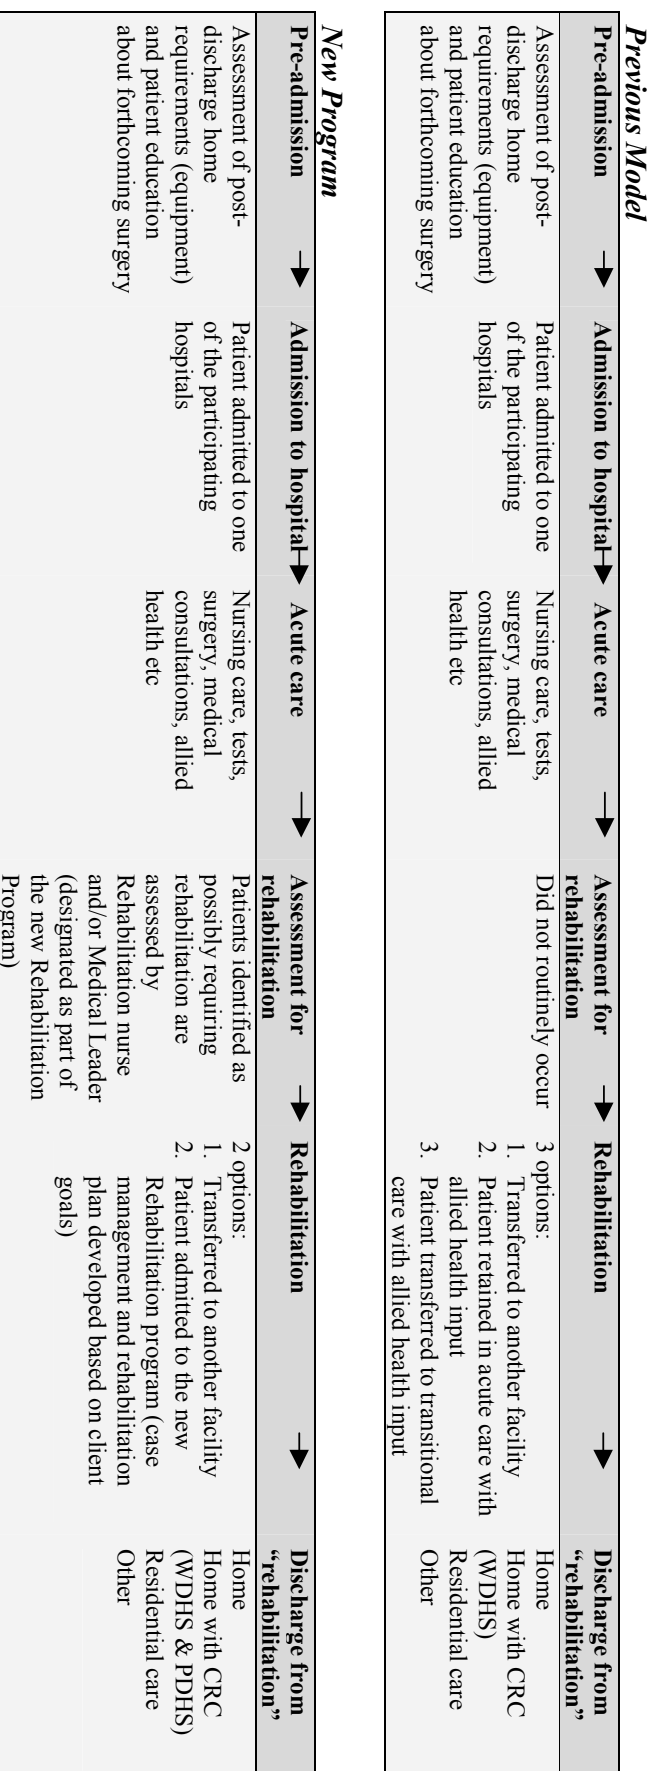 Previous Model
Pre-admission
Assessment of post-
discharge home
requirements (equipment)
and patient education
about forthcoming surgery
Admission to hospital
Patient admitted to one
of the participating
hospitals
Acute care
Nursing care, tests,
surgery, medical
consultations, allied
health etc
Assessment for
rehabilitation
Did not routinely occur
Rehabilitation
3 options:
1. Transferred to another facility
2. Patient retained in acute care with
allied health input
3. Patient transferred to transitional
care with allied health input
Discharge from
“rehabilitation”
Home
Home with CRC
(WDHS)
Residential care
Other
New Program
Pre-admission
Assessment of post-
discharge home
requirements (equipment)
and patient education
about forthcoming surgery
Admission to hospital
Patient admitted to one
of the participating
hospitals
Acute care
Nursing care, tests,
surgery, medical
consultations, allied
health etc
Assessment for
rehabilitation
Patients identified as
possibly requiring
rehabilitation are
assessed by
Rehabilitation nurse
and/or Medical Leader
(designated as part of
the new Rehabilitation
Program)
Rehabilitation
2 options:
1. Transferred to another facility
2. Patient admitted to the new
Rehabilitation program (case
management and rehabilitation
plan developed based on client
goals)
Discharge from
“rehabilitation”
Home
Home with CRC
(WDHS & PDHS)
Residential care
Other